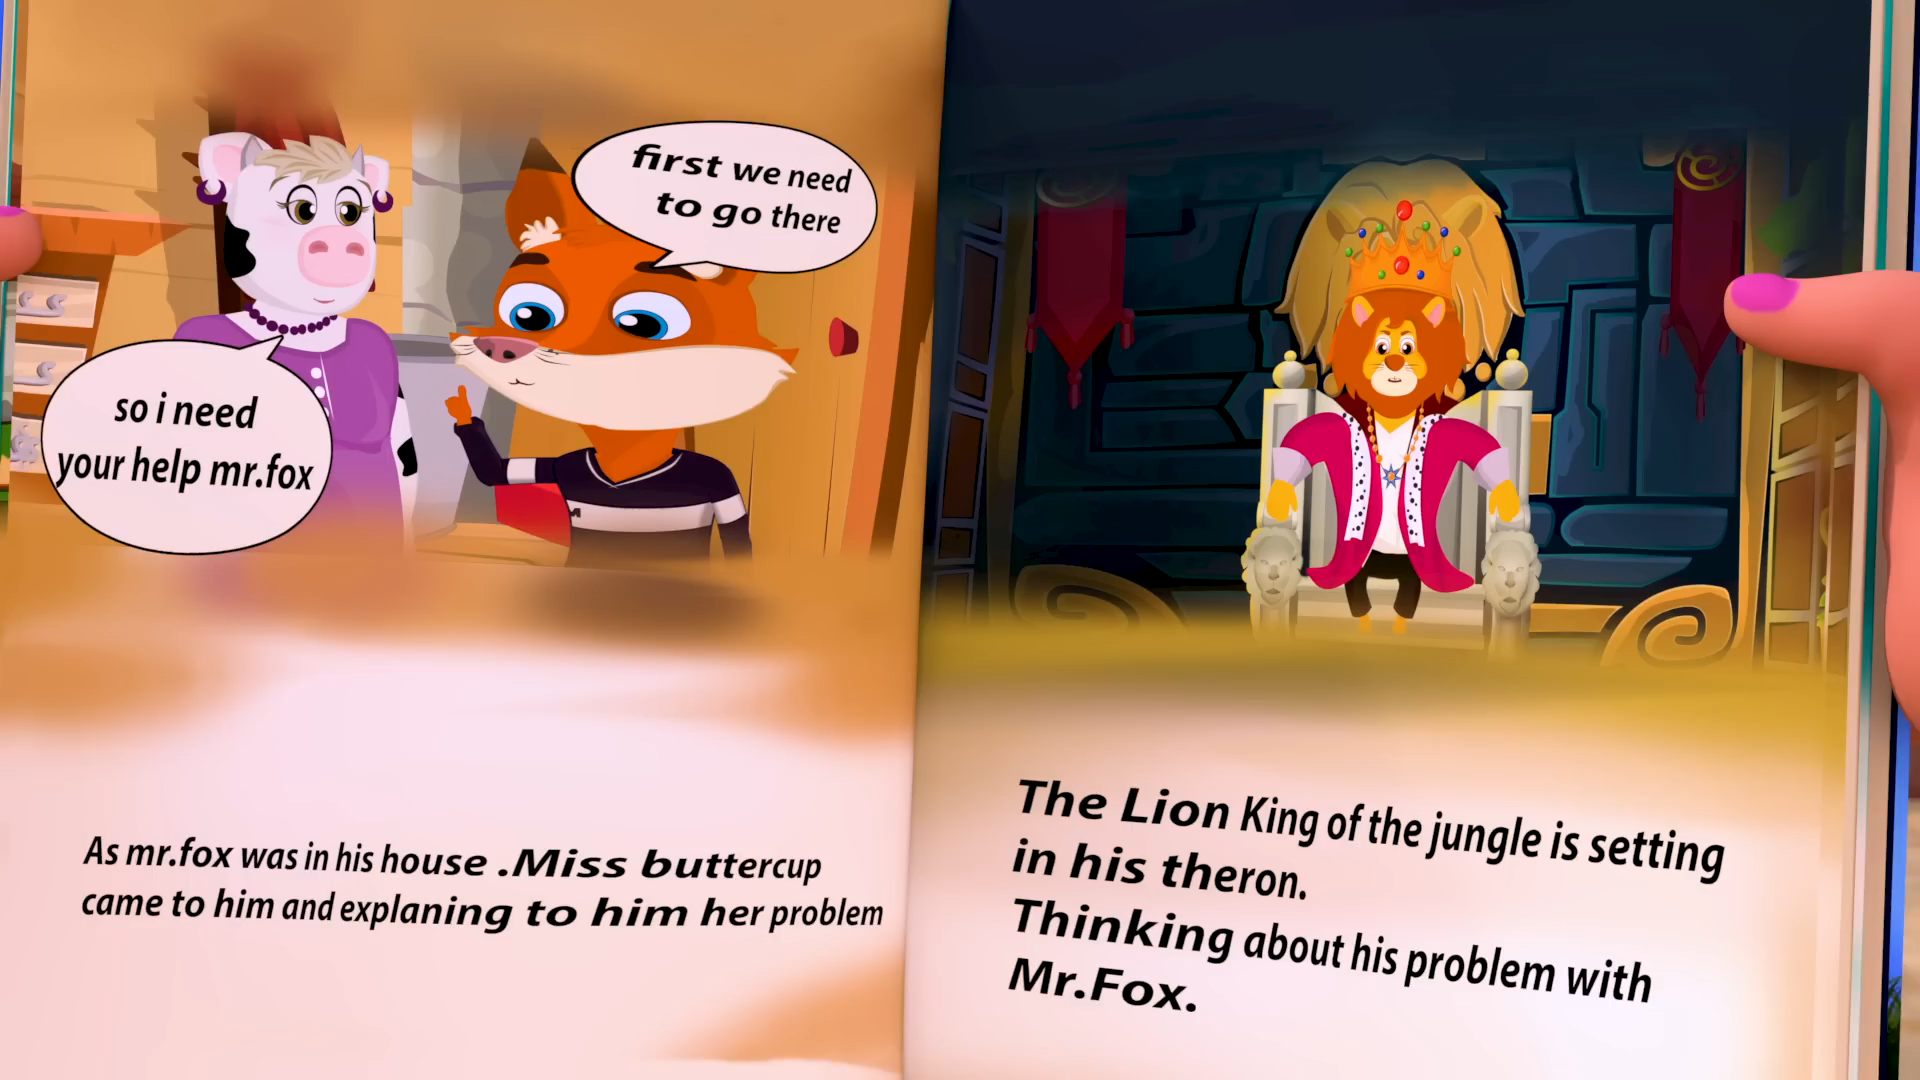 first we need
to go there
so i need
your help mr.fox
As mr.fox was in his house .Miss buttercup
came to him and explaning to him her problem
The Lion King of the jungle is setting
in his theron.
Thinking about his problem with
Mr.Fox.